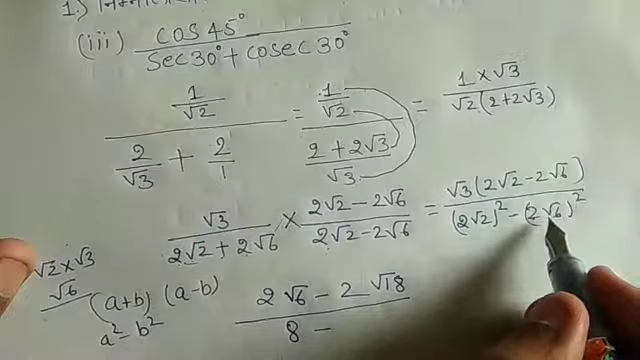 1.)
(iii) cos 45° / sec 30° + cosec 30°
1/√2 / 2/√3 + 2/1 = 1/√2 / 2 + 2√3/√3 = 1 × √3 / √2(2+2√3)
√3 / 2√2 + 2√6 × 2√2 - 2√6 / 2√2 - 2√6 = √3(2√2 - 2√6) / (2√2)² - (2√6)²
√2 × √3
√6
(a+b) (a-b)
a² - b²
2√6 - 2√18 / 8 -